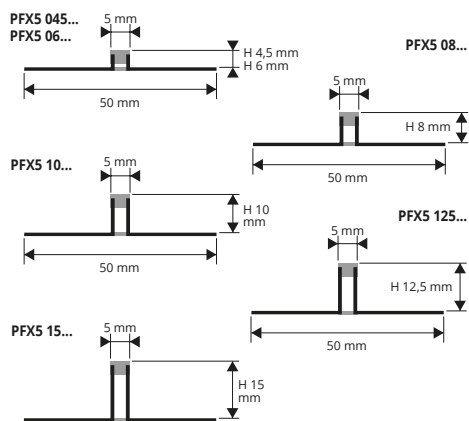 PFX5 045...
PFX5 06...
5 mm
H 4,5 mm
H 6 mm
50 mm
PFX5 08...
5 mm
H 8 mm
50 mm
PFX5 10...
5 mm
H 10
mm
50 mm
PFX5 125...
5 mm
H 12,5 mm
50 mm
PFX5 15...
5 mm
H 15
mm